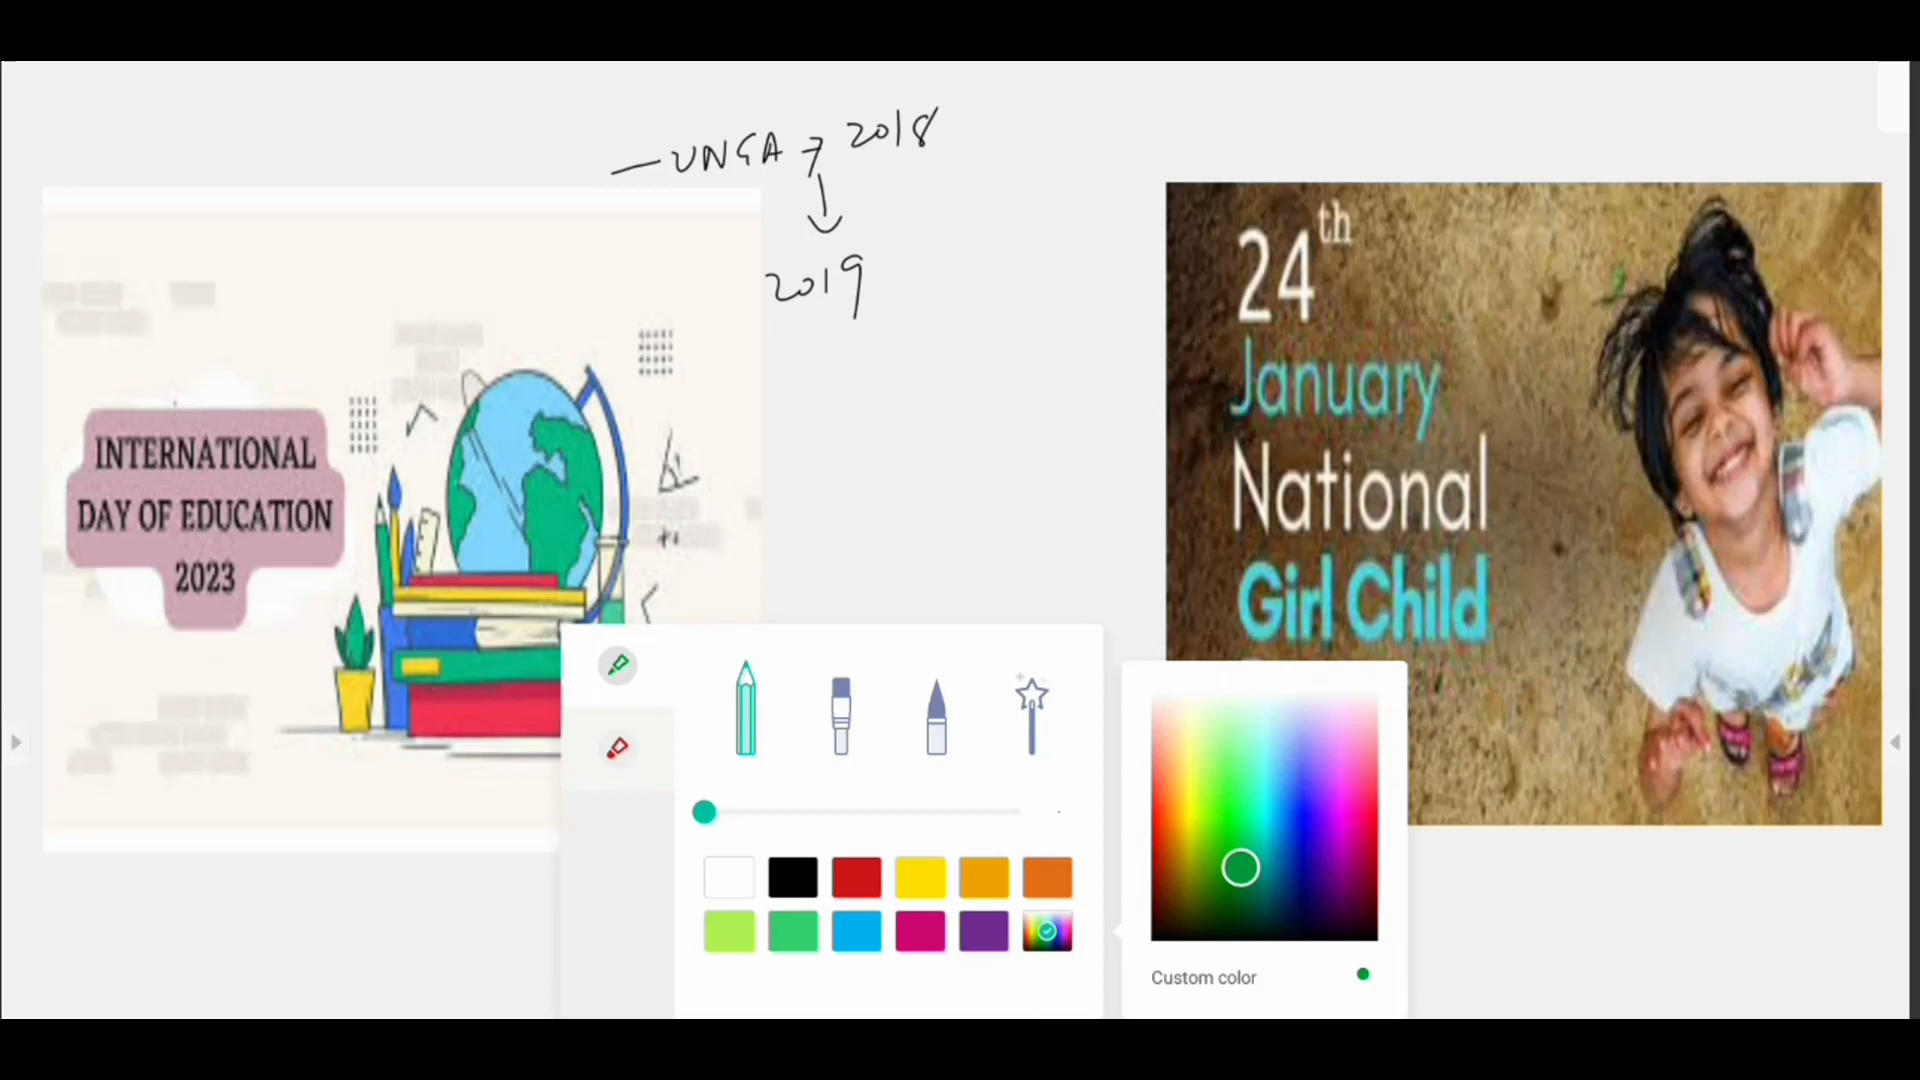 UNGA → 2018
2019
INTERNATIONAL
DAY OF EDUCATION
2023
24th
January
National
Girl Child
Custom color